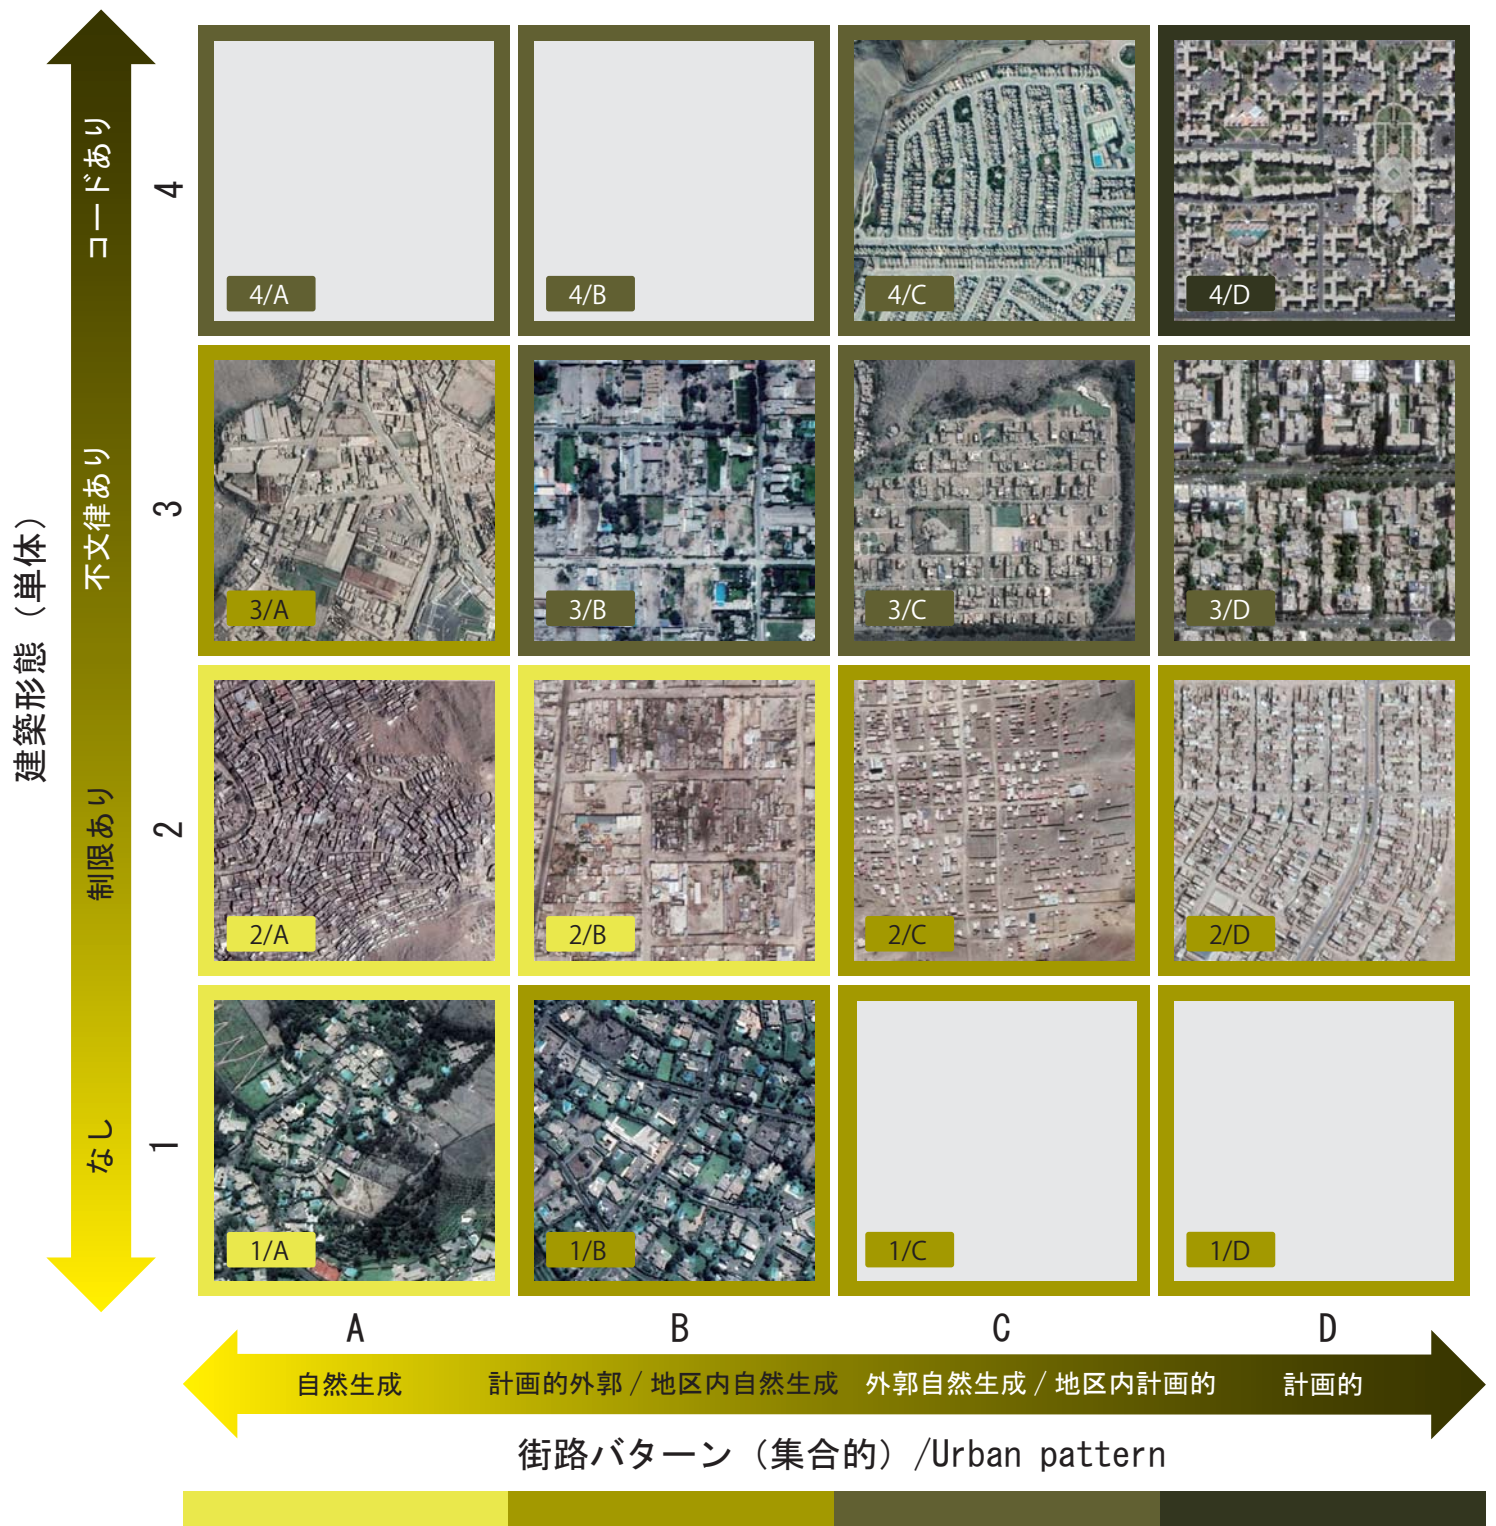 建築形態（単体）
コードあり
不文律あり
制限あり
なし
4
3
2
1
4/A
4/B
4/C
4/D
3/A
3/B
3/C
3/D
2/A
2/B
2/C
2/D
1/A
1/B
1/C
1/D
A
B
C
D
自然生成
計画的外郭 / 地区内自然生成
外郭自然生成 / 地区内計画的
計画的
街路バターン（集合的）/Urban pattern